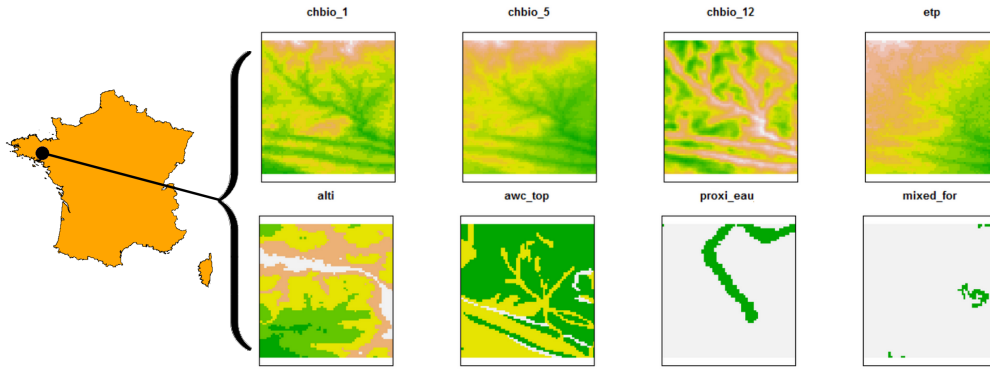 chbio_1
chbio_5
chbio_12
etp
alti
awc_top
proxi_eau
mixed_for